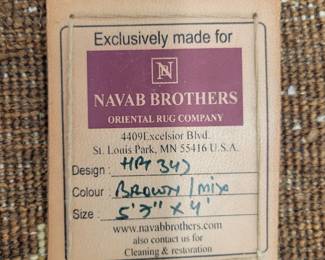 Exclusively made for
N
NAVAB BROTHERS
ORIENTAL RUG COMPANY
4409Excelsior Blvd.
St. Louis Park, MN 55416 U.S.A.
Design :
Colour : BROWN / mix
Size : 5'7" x 4'
www.navabbrothers.com
also contact us for
Cleaning & restoration